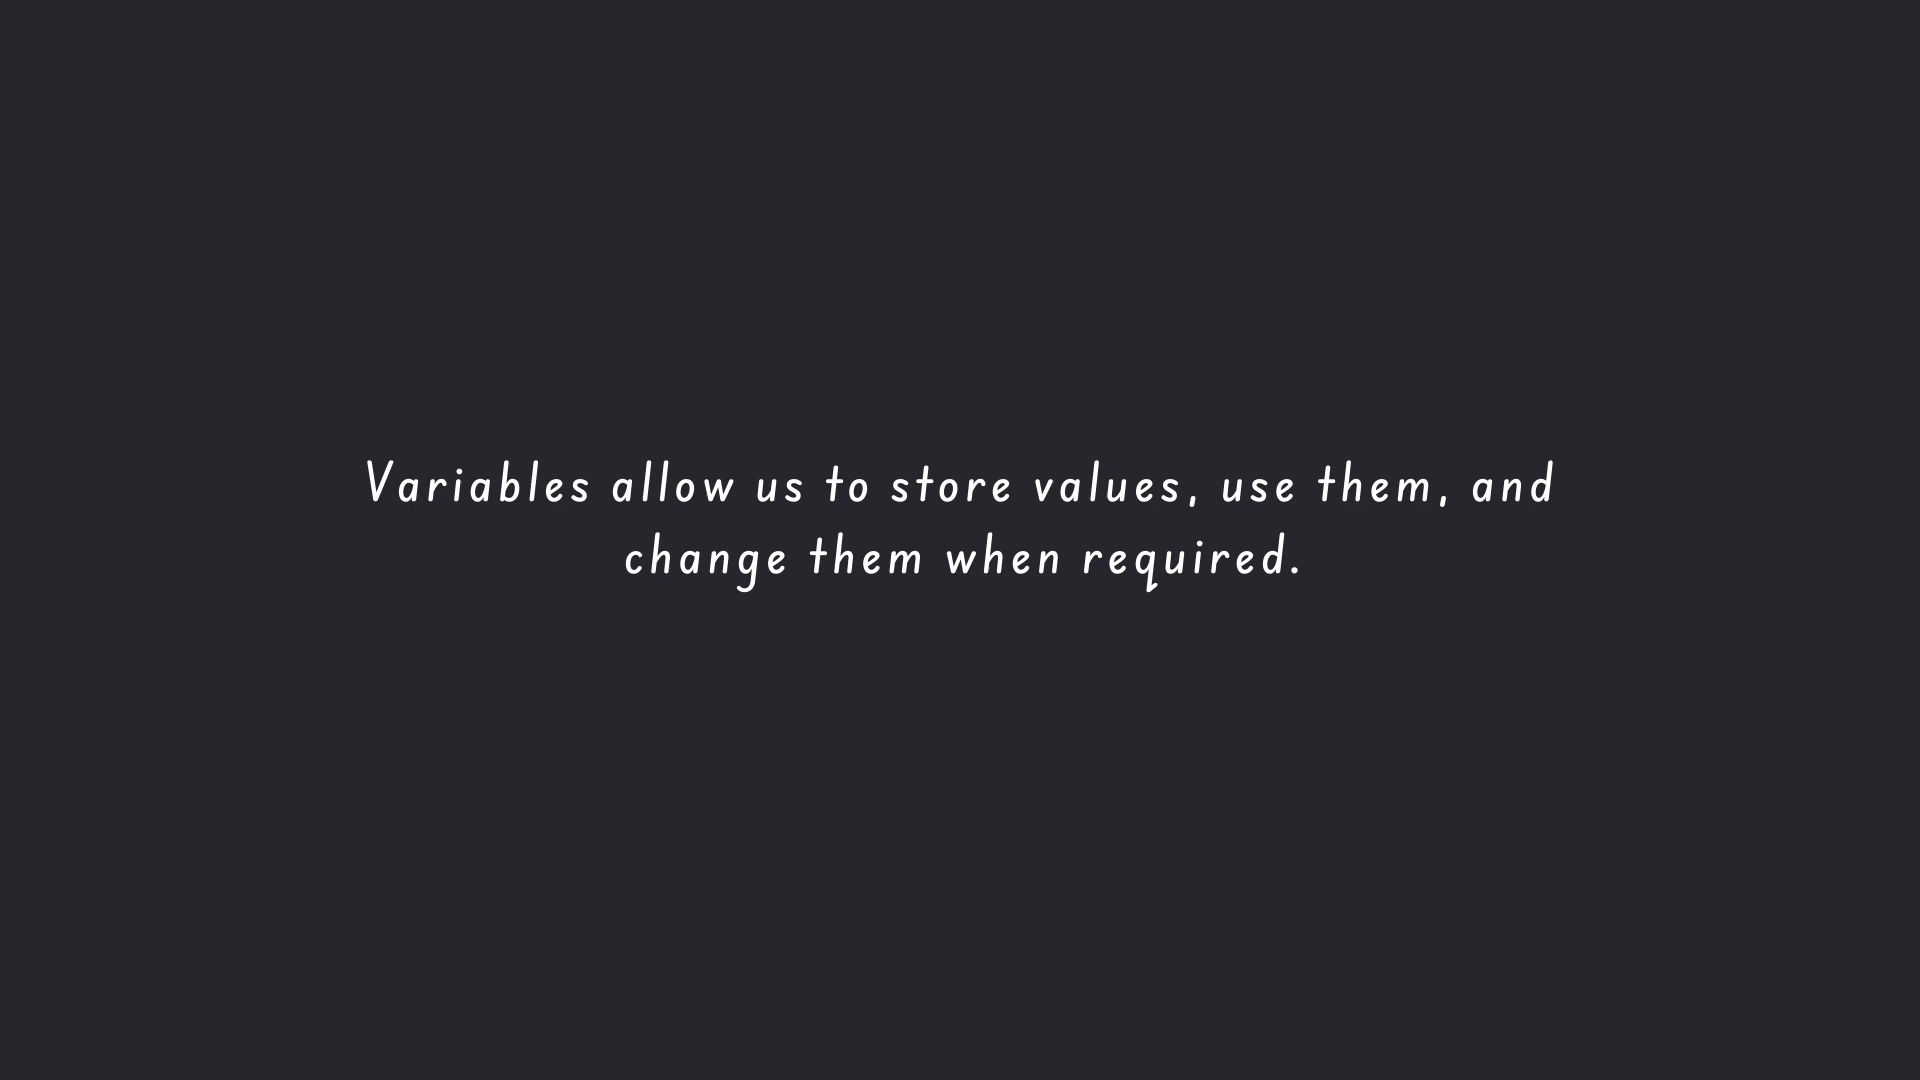 Variables allow us to store values, use them, and
change them when required.